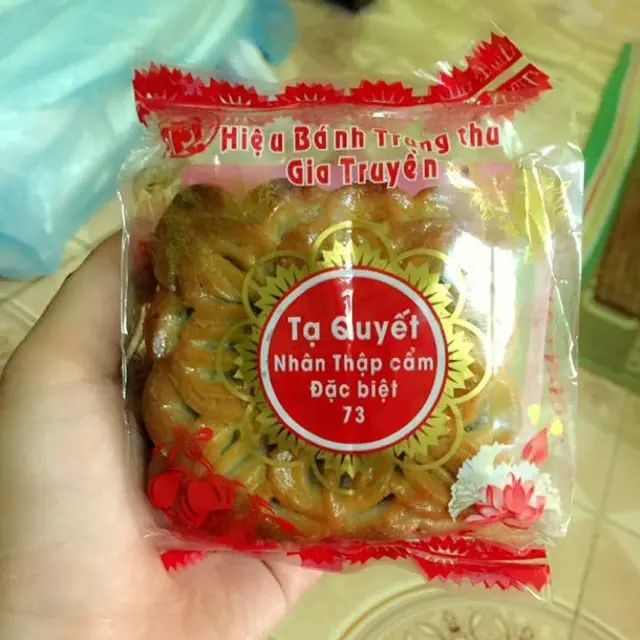 Hiệu Bánh Trung thu
Gia Truyền
Tạ Quyết
Nhân Thập cẩm
Đặc biệt
73